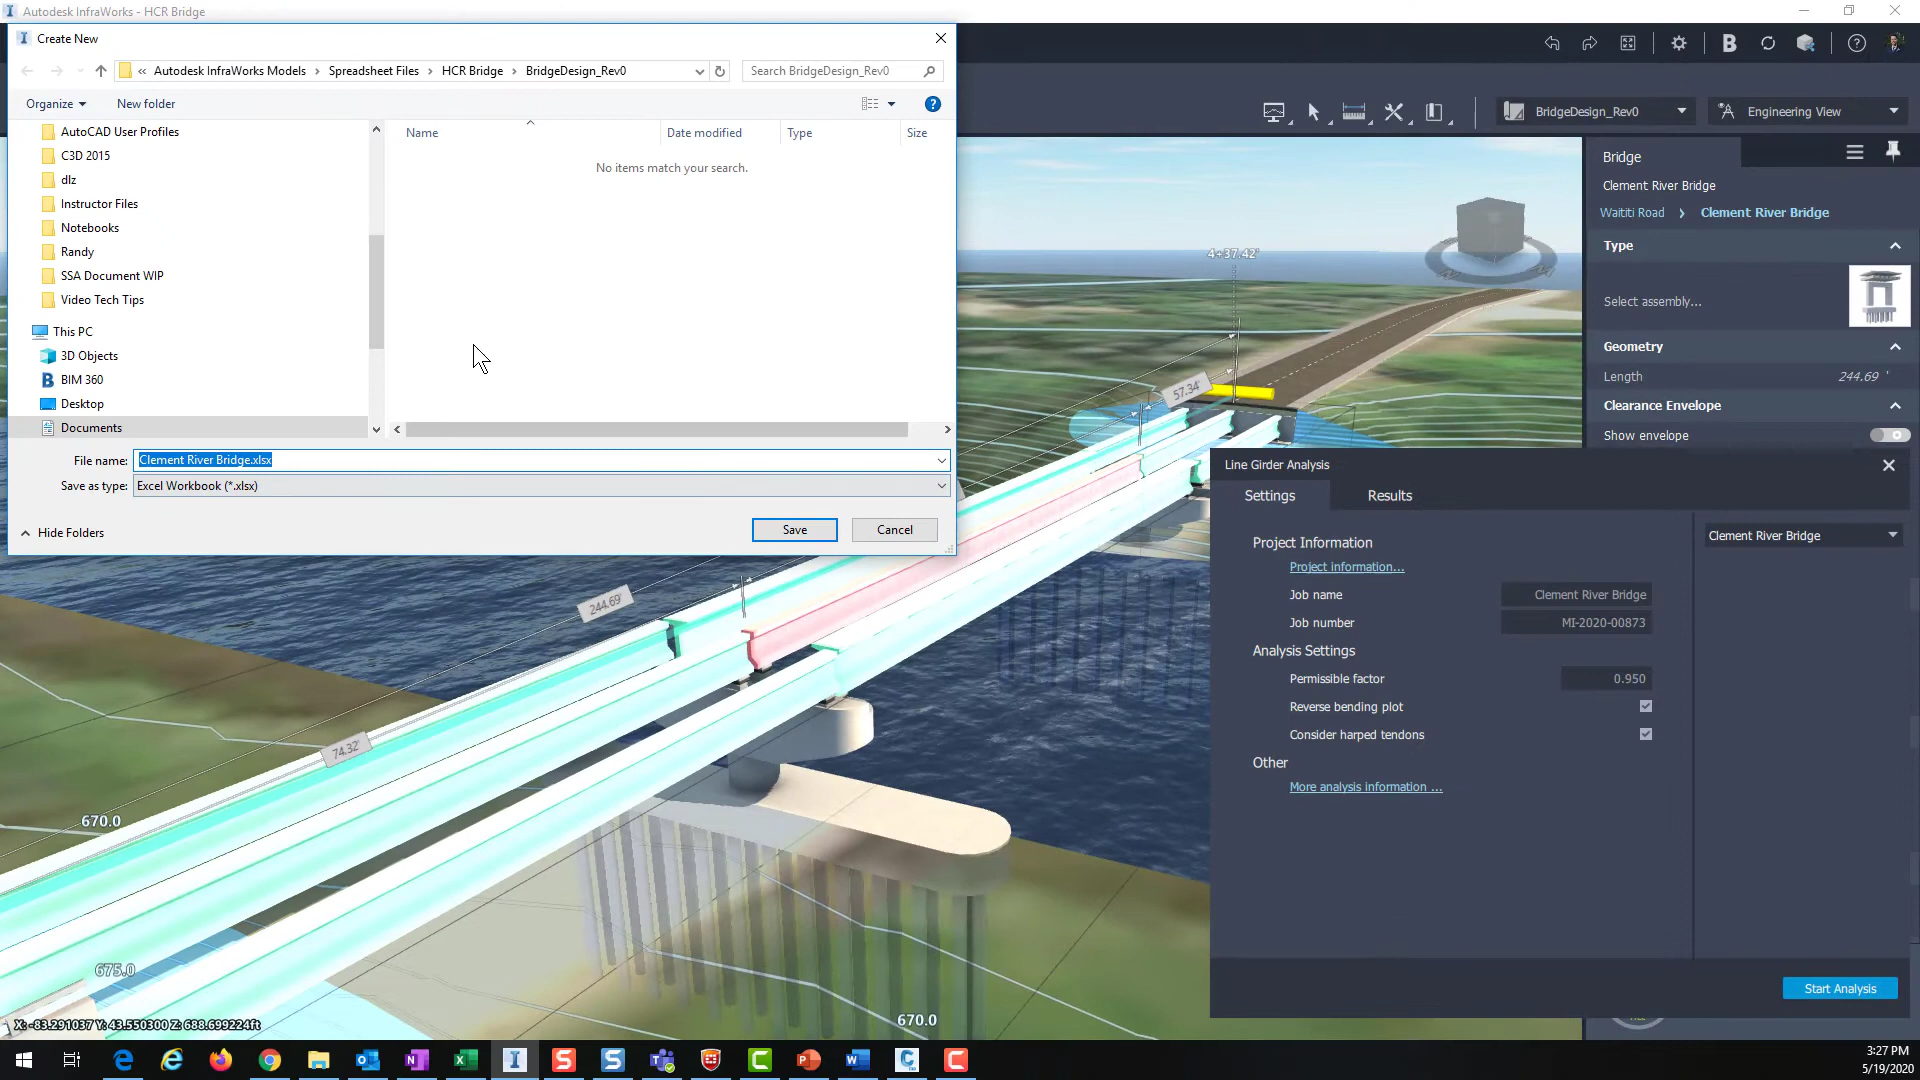 Autodesk InfraWorks - HCR Bridge
Create New
« Autodesk InfraWorks Models › Spreadsheet Files › HCR Bridge › BridgeDesign_Rev0
Search BridgeDesign_Rev0
Organize
New folder
AutoCAD User Profiles
C3D 2015
dlz
Instructor Files
Notebooks
Randy
SSA Document WIP
Video Tech Tips
This PC
3D Objects
BIM 360
Desktop
Documents
Name
Date modified
Type
Size
No items match your search.
File name: Clement River Bridge.xlsx
Save as type: Excel Workbook (*.xlsx)
Hide Folders
Save
Cancel
BridgeDesign_Rev0
Engineering View
Bridge
Clement River Bridge
Waititi Road › Clement River Bridge
Type
Select assembly...
Geometry
Length 244.69 '
Clearance Envelope
Show envelope
4+37.42'
57.34'
244.69'
74.32'
670.0
675.0
670.0
X: -83.291037 Y: 43.550300 Z: 688.699224ft
Line Girder Analysis
Settings
Results
Project Information
Project information...
Job name Clement River Bridge
Job number MI-2020-00873
Analysis Settings
Permissible factor 0.950
Reverse bending plot
Consider harped tendons
Other
More analysis information ...
Clement River Bridge
Start Analysis
3:27 PM
5/19/2020